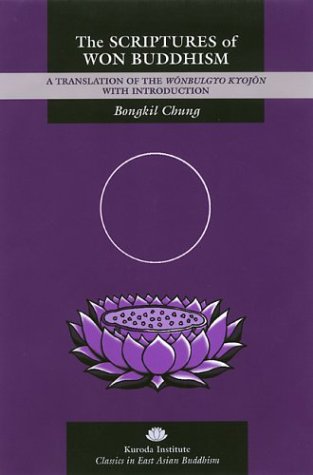 The SCRIPTURES of
WON BUDDHISM
A TRANSLATION OF THE WŎNBULGYO KYOJŎN
WITH INTRODUCTION
Bongkil Chung
Kuroda Institute
Classics in East Asian Buddhism